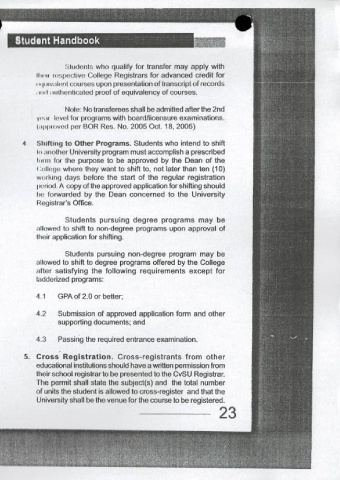 Student Handbook
Students who qualify for transfer may apply with
their respective College Registrars for advanced credit for
equivalent courses upon presentation of transcript of records
and authenticated proof of equivalency of courses.
Note: No transferees shall be admitted after the 2nd
year level for programs with board/licensure examinations.
(approved per BOR Res. No. 2005 Oct. 18, 2006)
4 Shifting to Other Programs. Students who intend to shift
to another University program must accomplish a prescribed
form for the purpose to be approved by the Dean of the
College where they want to shift to, not later than ten (10)
working days before the start of the regular registration
period. A copy of the approved application for shifting should
be forwarded by the Dean concerned to the University
Registrar's Office.
Students pursuing degree programs may be
allowed to shift to non-degree programs upon approval of
their application for shifting.
Students pursuing non-degree program may be
allowed to shift to degree programs offered by the College
after satisfying the following requirements except for
ladderized programs:
4.1 GPA of 2.0 or better;
4.2 Submission of approved application form and other
supporting documents; and
4.3 Passing the required entrance examination.
5. Cross Registration. Cross-registrants from other
educational institutions should have a written permission from
their school registrar to be presented to the CvSU Registrar.
The permit shall state the subject(s) and the total number
of units the student is allowed to cross-register and that the
University shall be the venue for the course to be registered.
23